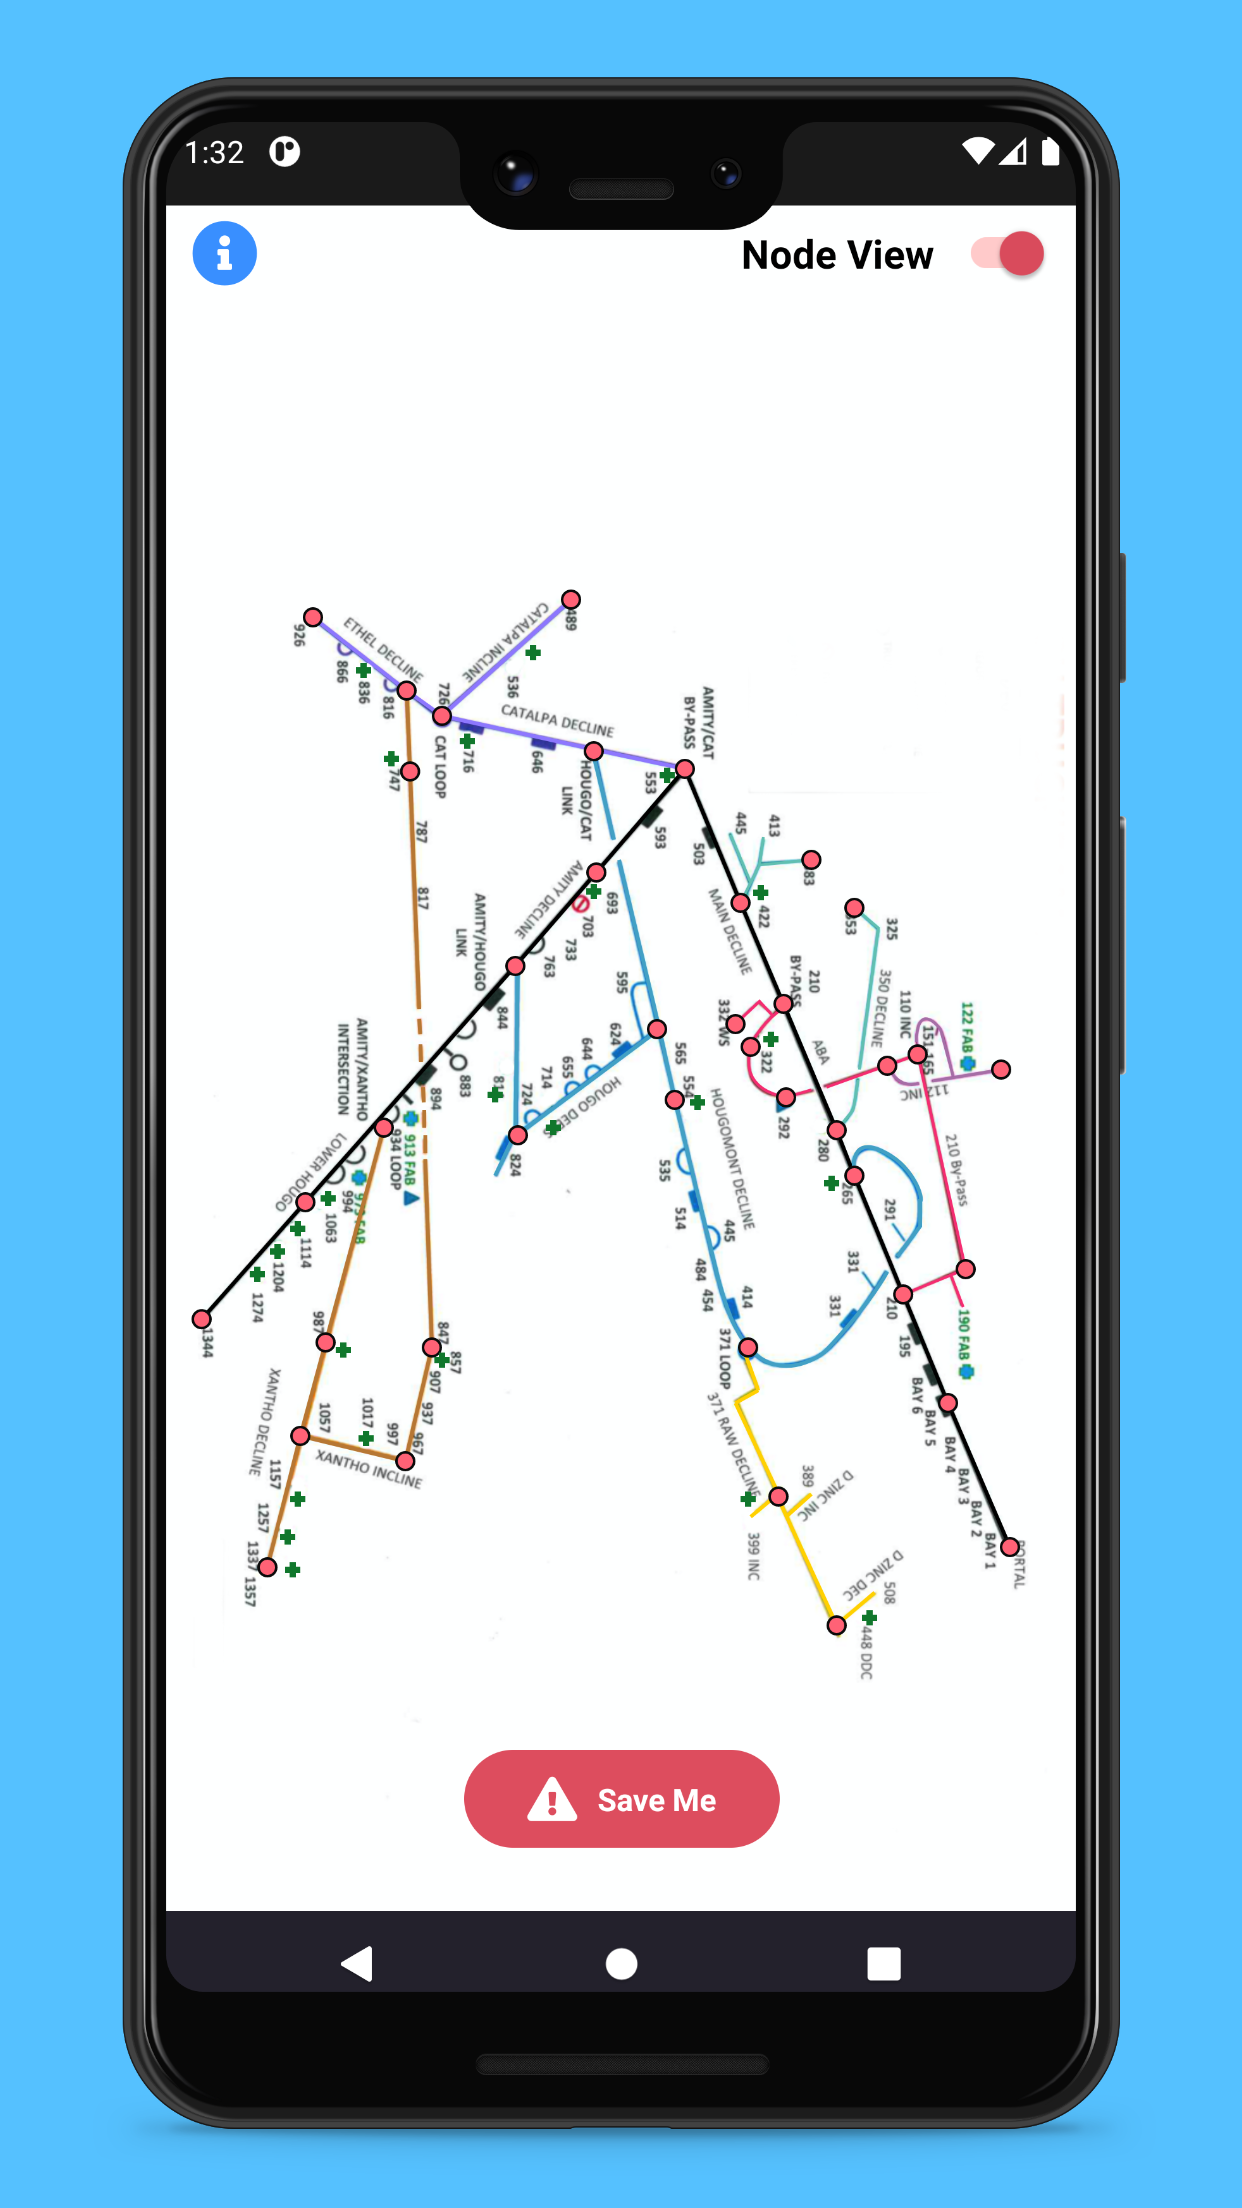 1:32
Node View
489
926
ETHEL DECLINE
CATALPA INCLINE
866
836
816
726
536
CATALPA DECLINE
AMITY/CAT
BY-PASS
716
646
CAT LOOP
747
HOUGO/CAT
LINK
553
593
503
445
413
787
817
AMITY DECLINE
693
703
733
763
MAIN DECLINE
422
325
AMITY/HOUGO
LINK
844
595
210
BY-PASS
350 DECLINE
110 INC
122 FAB
332 WS
151
165
112 INC
AMITY/XANTHO
INTERSECTION
883
894
624
644
655
714
724
565
554
322
ABA
292
280
HOUGO DEC
HOUGOMONT DECLINE
824
LOWER HOUGO
934 LOOP
913 FAB
973 FAB
994
1063
1114
1204
1274
1344
535
514
445
484
454
414
265
291
331
331
210 By-Pass
210
195
190 FAB
371 LOOP
987
847
857
907
937
967
997
1017
1057
XANTHO DECLINE
XANTHO INCLINE
1157
1257
1337
1357
371 RAW DECLINE
389
D ZINC INC
399 INC
D ZINC DEC
508
448 DDC
BAY 6
BAY 5
BAY 4
BAY 3
BAY 2
BAY 1
PORTAL
Save Me